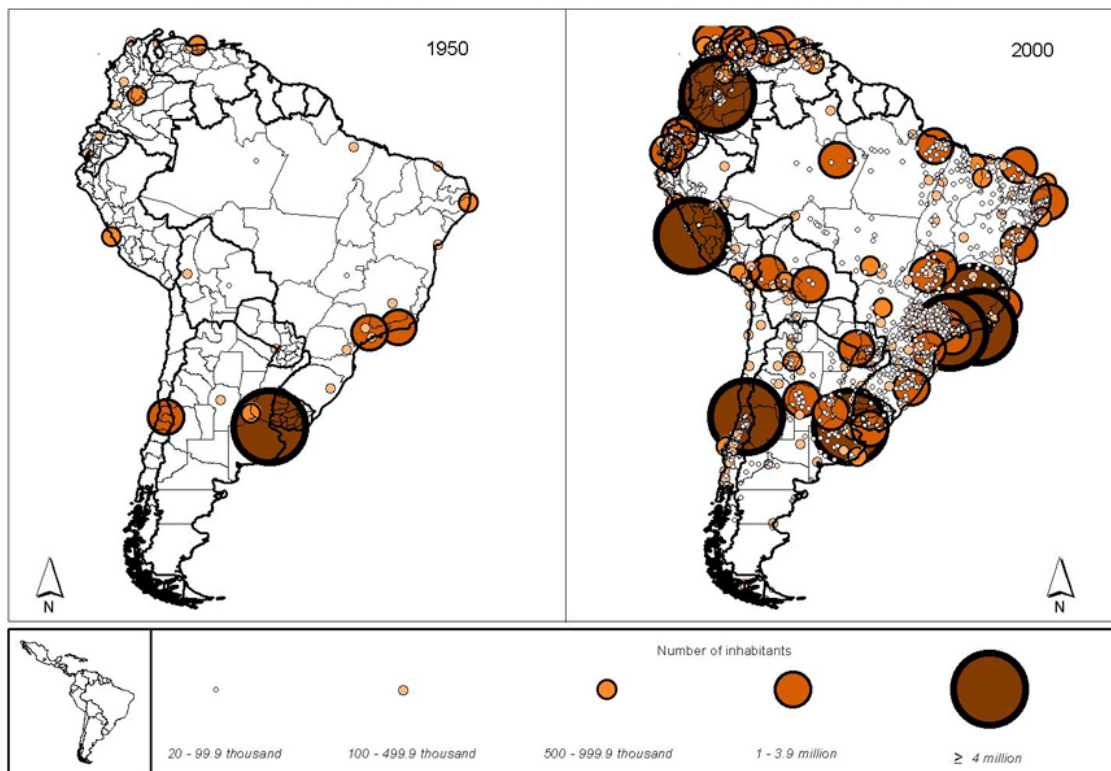 1950
2000
N
N
Number of inhabitants
20 - 99.9 thousand
100 - 499.9 thousand
500 - 999.9 thousand
1 - 3.9 million
≥ 4 million